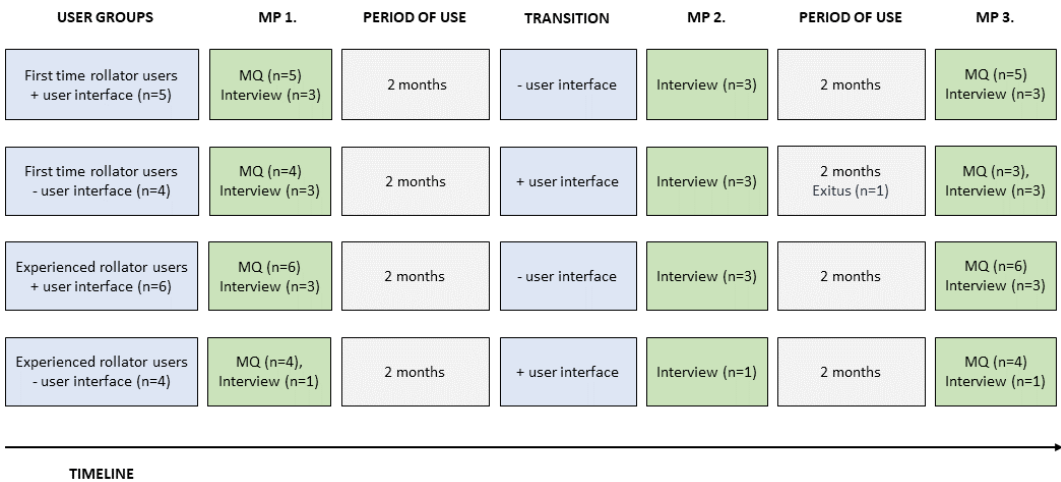 USER GROUPS
MP 1.
PERIOD OF USE
TRANSITION
MP 2.
PERIOD OF USE
MP 3.
First time rollator users
+ user interface (n=5)
MQ (n=5)
Interview (n=3)
2 months
- user interface
Interview (n=3)
2 months
MQ (n=5)
Interview (n=3)
First time rollator users
- user interface (n=4)
MQ (n=4)
Interview (n=3)
2 months
+ user interface
Interview (n=3)
2 months
Exitus (n=1)
MQ (n=3),
Interview (n=3)
Experienced rollator users
+ user interface (n=6)
MQ (n=6)
Interview (n=3)
2 months
- user interface
Interview (n=3)
2 months
MQ (n=6)
Interview (n=3)
Experienced rollator users
- user interface (n=4)
MQ (n=4),
Interview (n=1)
2 months
+ user interface
Interview (n=1)
2 months
MQ (n=4)
Interview (n=1)
TIMELINE